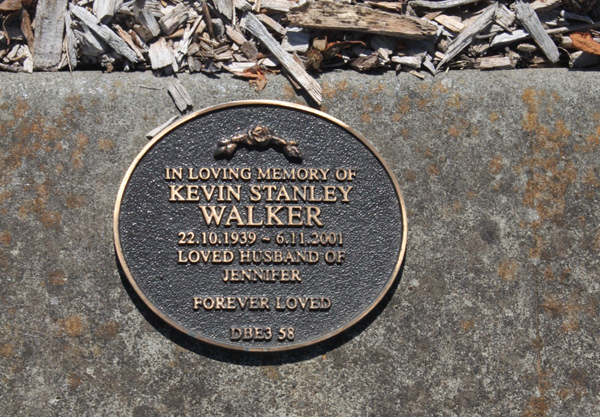 IN LOVING MEMORY OF
KEVIN STANLEY
WALKER
22.10.1939 ~ 6.11.2001
LOVED HUSBAND OF
JENNIFER
FOREVER LOVED
DBE3 58